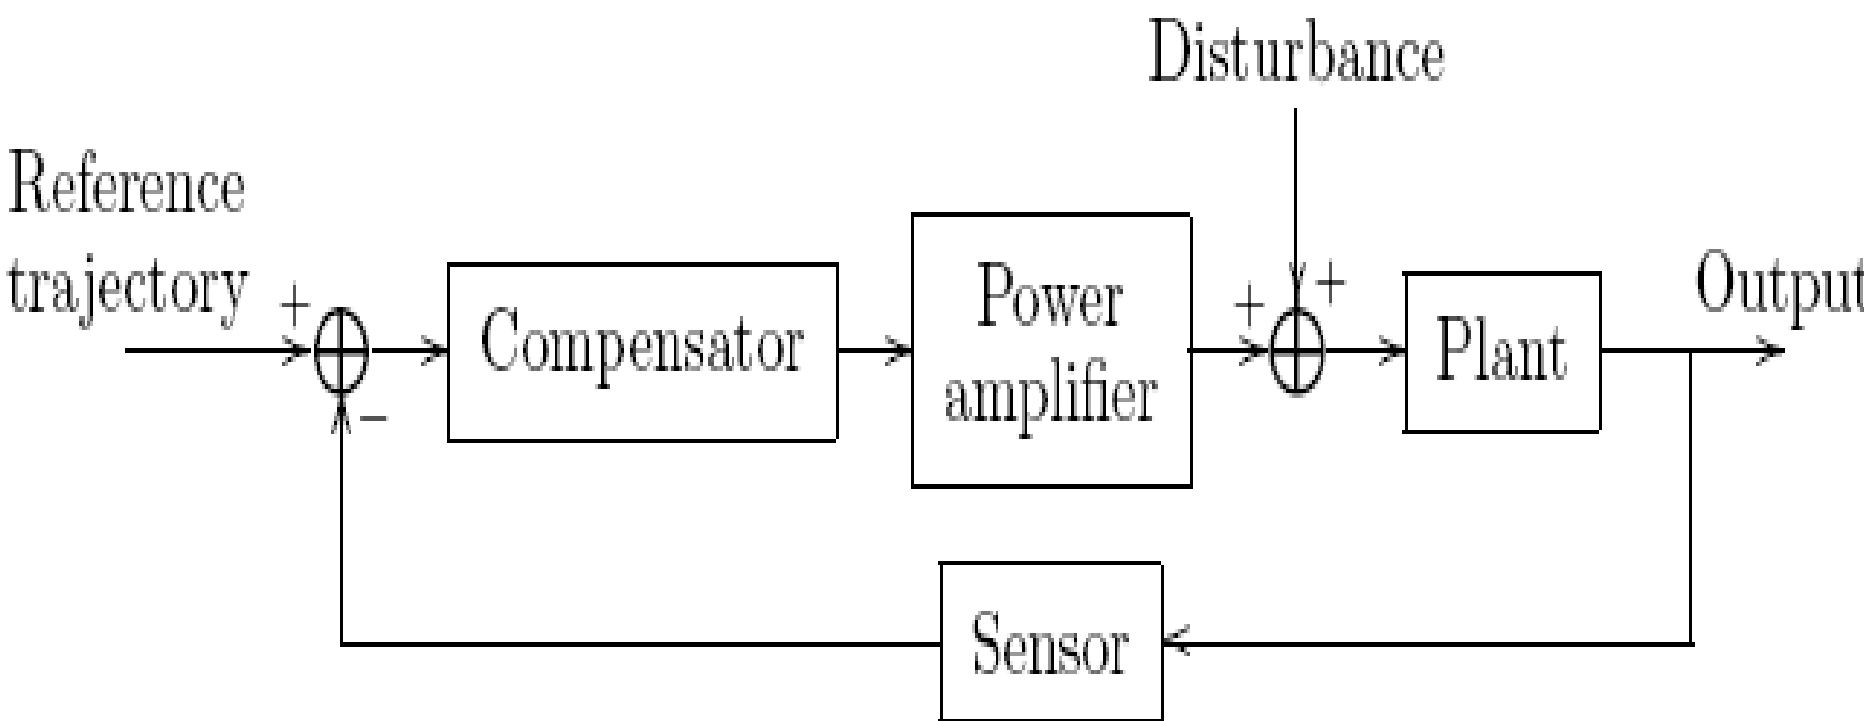 Disturbance
Reference
trajectory
+
Compensator
Power
amplifier
+
+
Plant
Output
−
Sensor